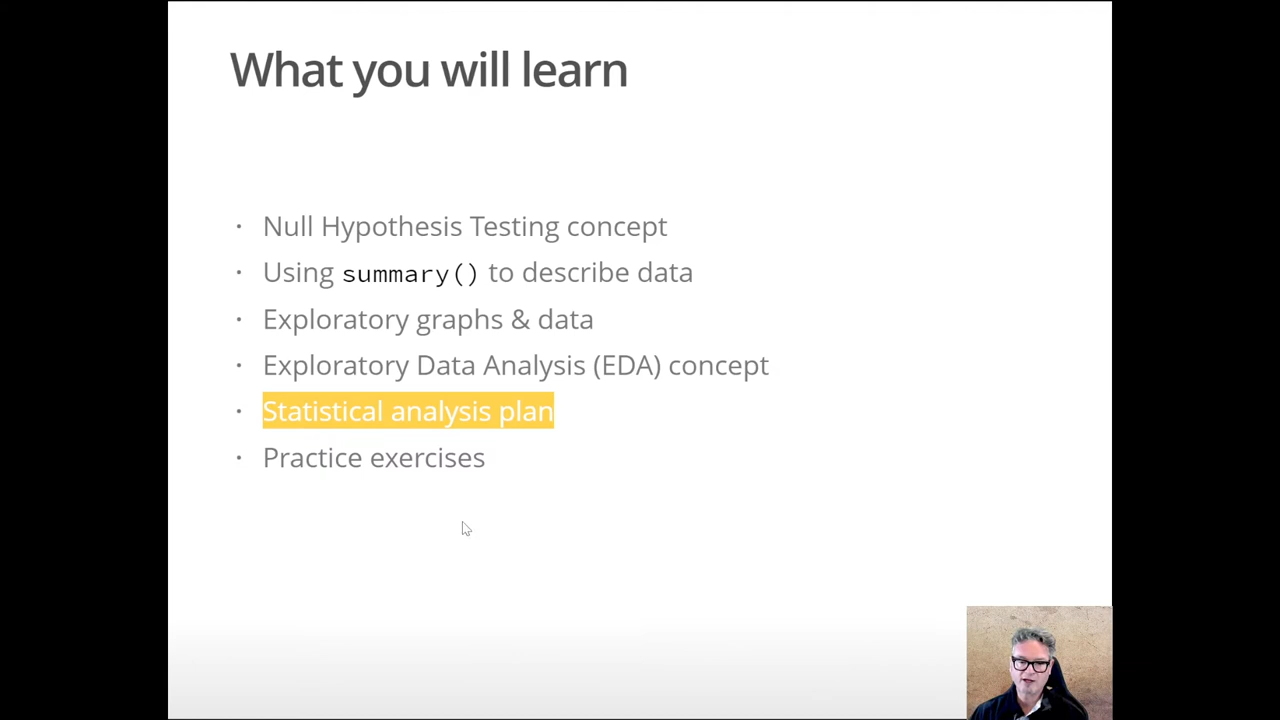 What you will learn
· Null Hypothesis Testing concept
· Using summary() to describe data
· Exploratory graphs & data
· Exploratory Data Analysis (EDA) concept
· Statistical analysis plan
· Practice exercises